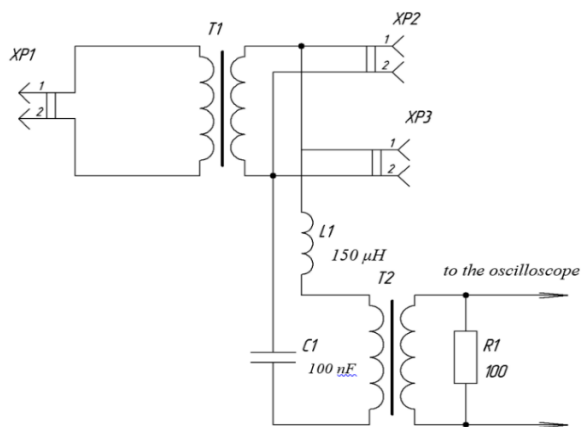 T1
XP2
1
2
XP1
1
2
XP3
1
2
L1
150 µH
T2
to the oscilloscope
C1
100 nF
R1
100